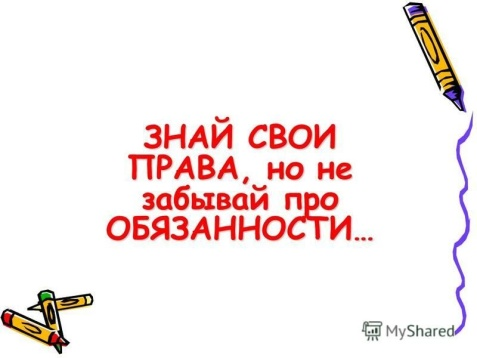 ЗНАЙ СВОИ
ПРАВА, но не
забывай про
ОБЯЗАННОСТИ...
MyShared